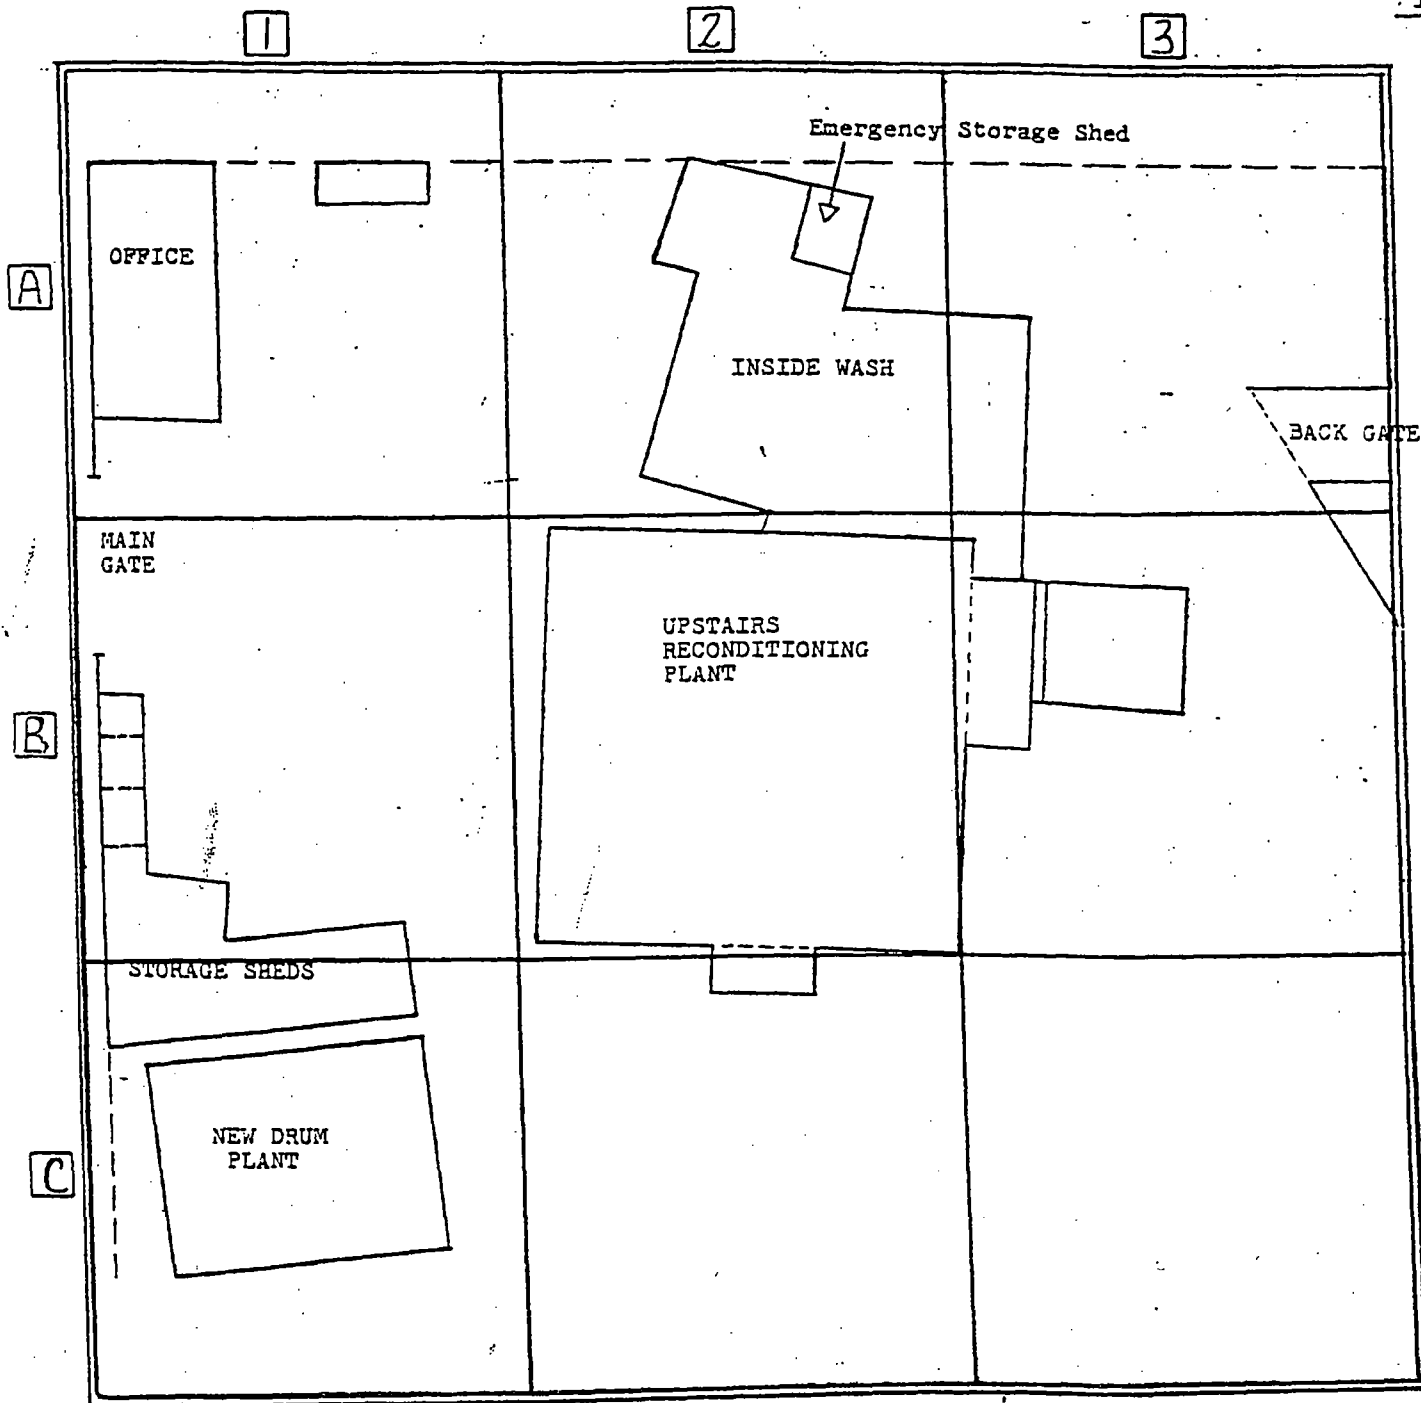 1
2
3
Emergency Storage Shed
A
OFFICE
INSIDE WASH
BACK GATE
MAIN
GATE
UPSTAIRS
RECONDITIONING
PLANT
B
STORAGE SHEDS
NEW DRUM
PLANT
C